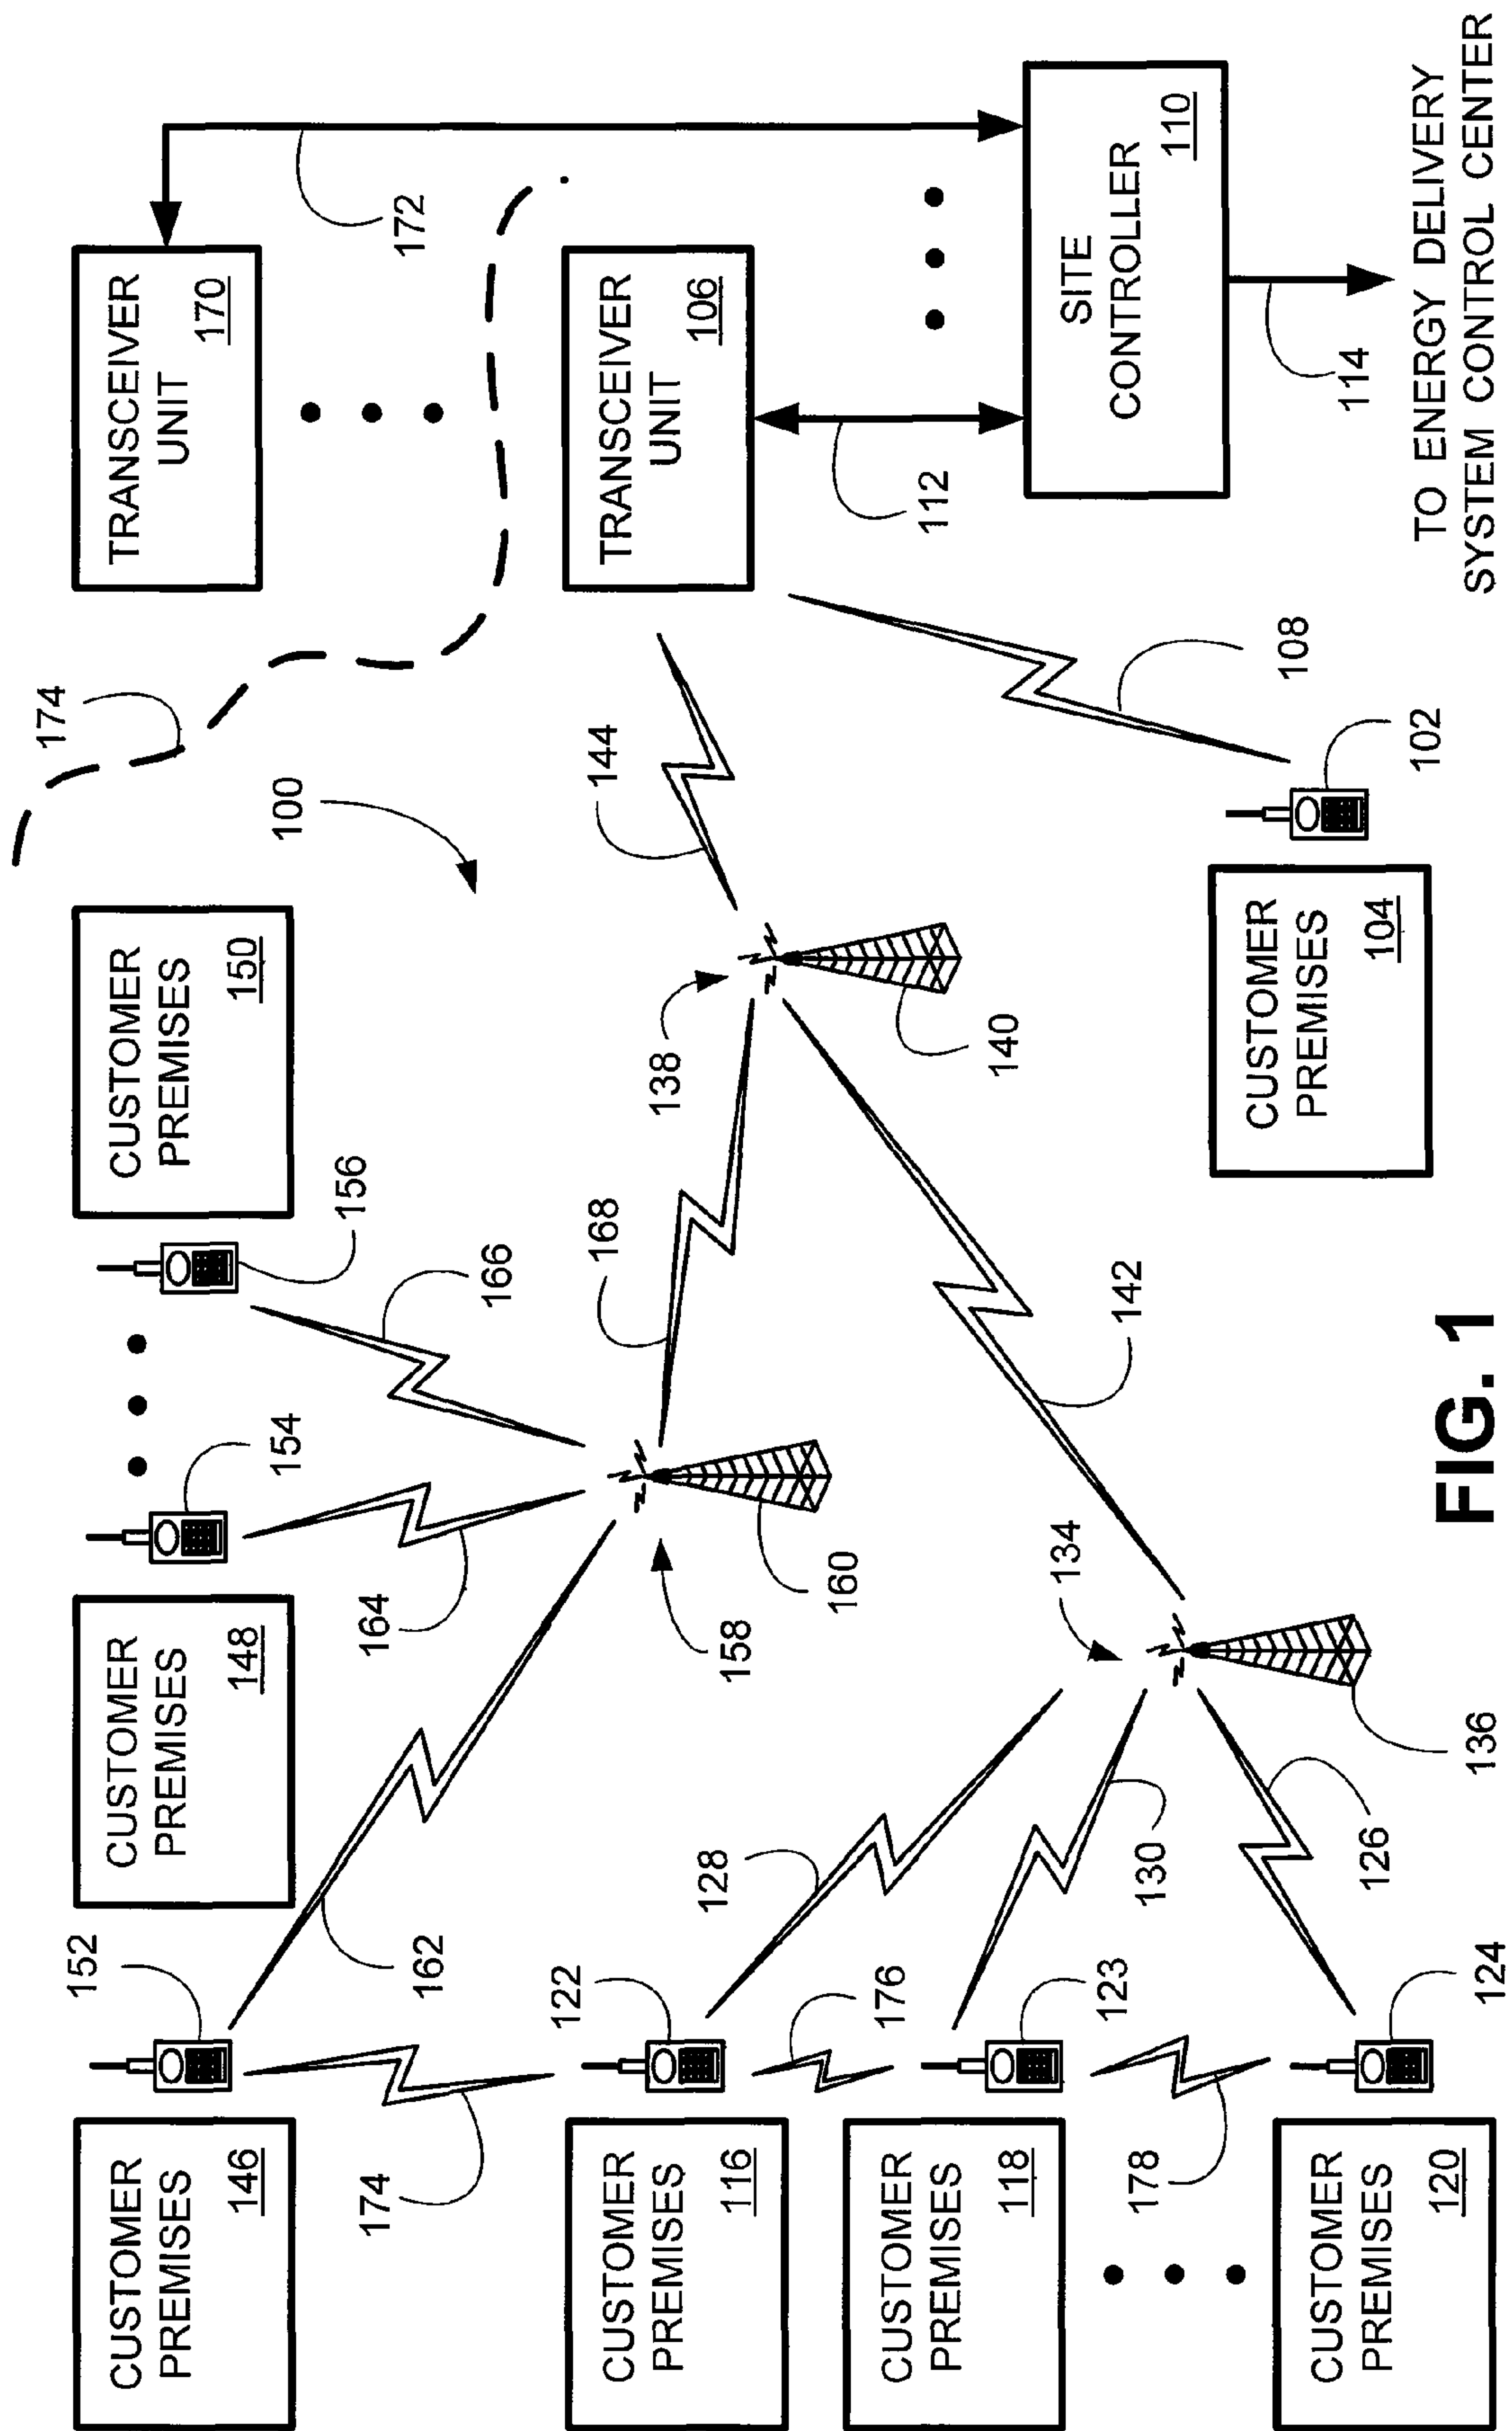 CUSTOMER
PREMISES
146
152
162
174
CUSTOMER
PREMISES
148
154
164
156
166
CUSTOMER
PREMISES
150
174
100
TRANSCEIVER
UNIT
170
172
CUSTOMER
PREMISES
116
122
128
176
158
160
168
138
140
144
TRANSCEIVER
UNIT
106
112
CUSTOMER
PREMISES
118
123
130
178
134
136
142
108
102
CUSTOMER
PREMISES
104
SITE
CONTROLLER
110
114
CUSTOMER
PREMISES
120
124
126
TO ENERGY DELIVERY
SYSTEM CONTROL CENTER
FIG. 1